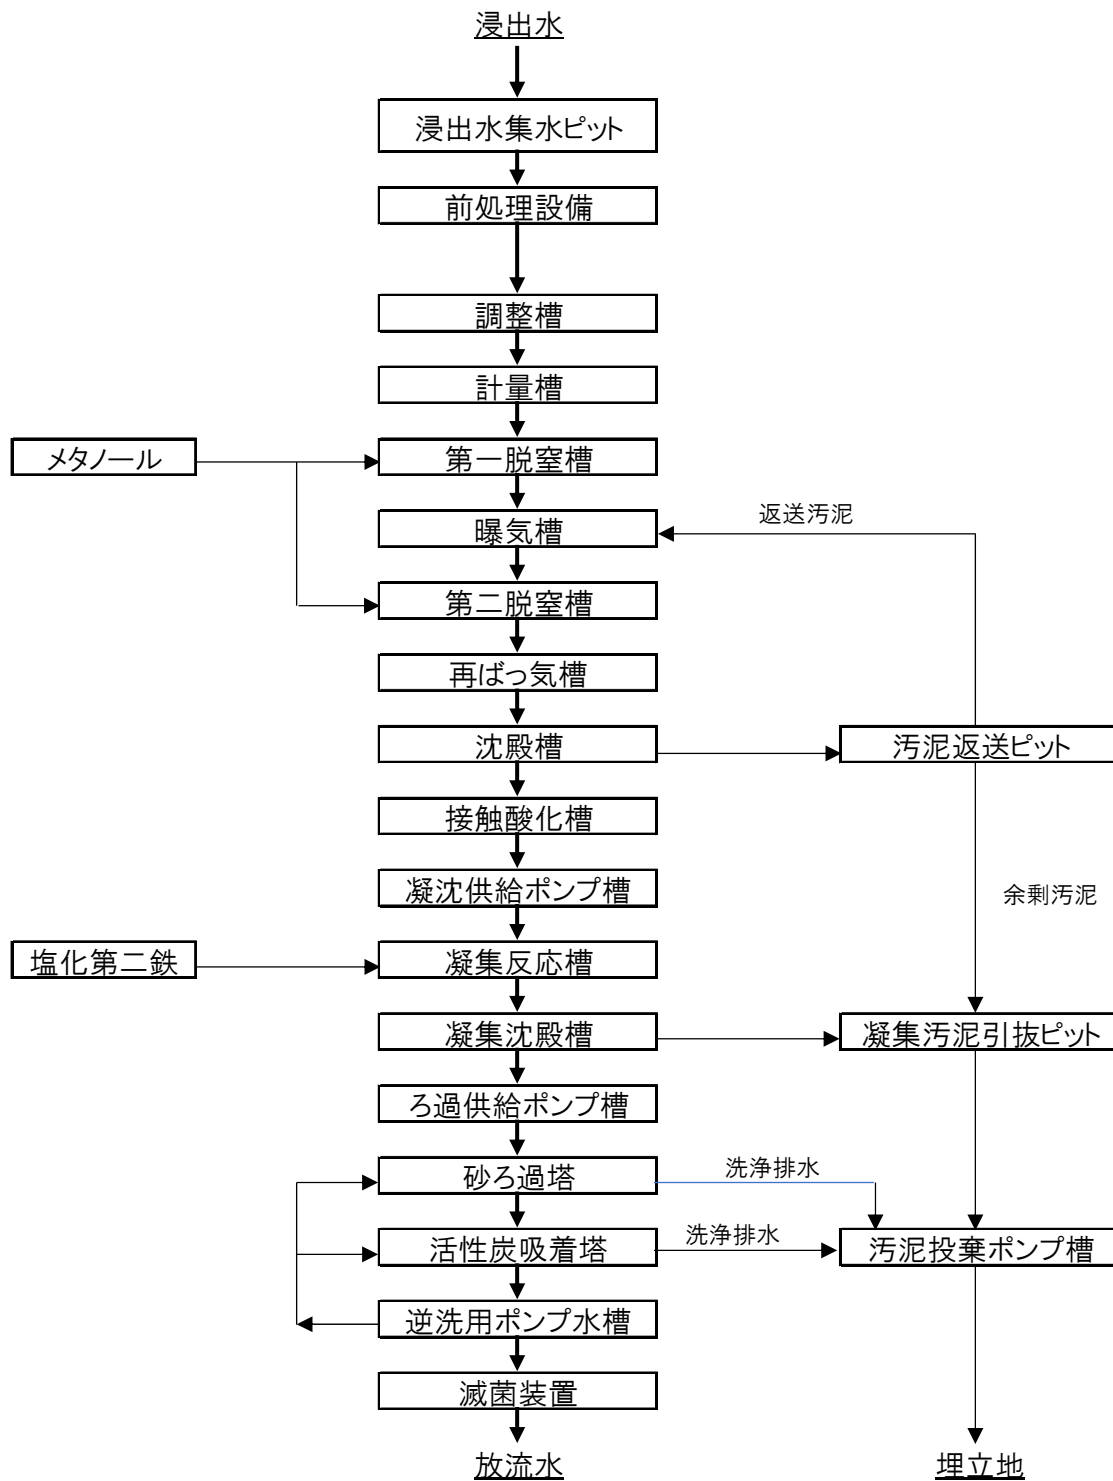 浸出水
浸出水集水ピット
前処理設備
調整槽
計量槽
メタノール
第一脱窒槽
返送汚泥
曝気槽
第二脱窒槽
再ばっ気槽
沈殿槽
汚泥返送ピット
接触酸化槽
凝沈供給ポンプ槽
余剰汚泥
塩化第二鉄
凝集反応槽
凝集沈殿槽
凝集汚泥引抜ピット
ろ過供給ポンプ槽
砂ろ過塔
洗浄排水
活性炭吸着塔
洗浄排水
汚泥投棄ポンプ槽
逆洗用ポンプ水槽
滅菌装置
放流水
埋立地